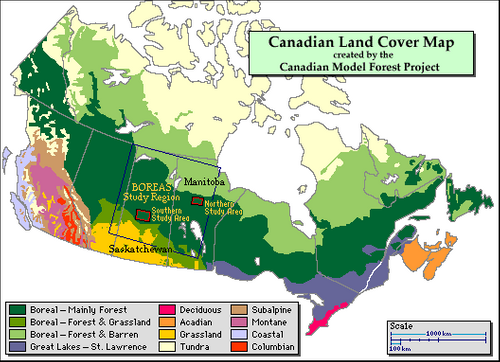 Canadian Land Cover Map
created by the
Canadian Model Forest Project
Manitoba
BOREAS
Study Region
Northern
Study Area
Southern
Study Area
Saskatchewan
Boreal – Mainly Forest
Boreal – Forest & Grassland
Boreal – Forest & Barren
Great Lakes – St. Lawrence
Deciduous
Acadian
Grassland
Tundra
Subalpine
Montane
Coastal
Columbian
Scale
1000 km
100 km